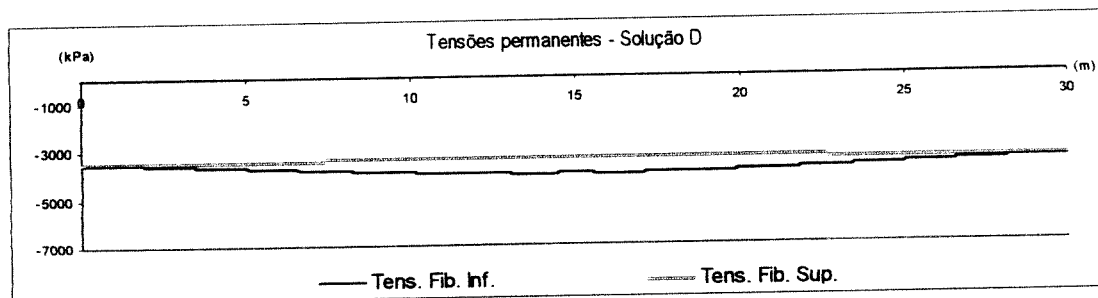 Tensões permanentes - Solução D
(kPa)
(m)
0 5 10 15 20 25 30
-1000
-3000
-5000
-7000
Tens. Fib. Inf. Tens. Fib. Sup.